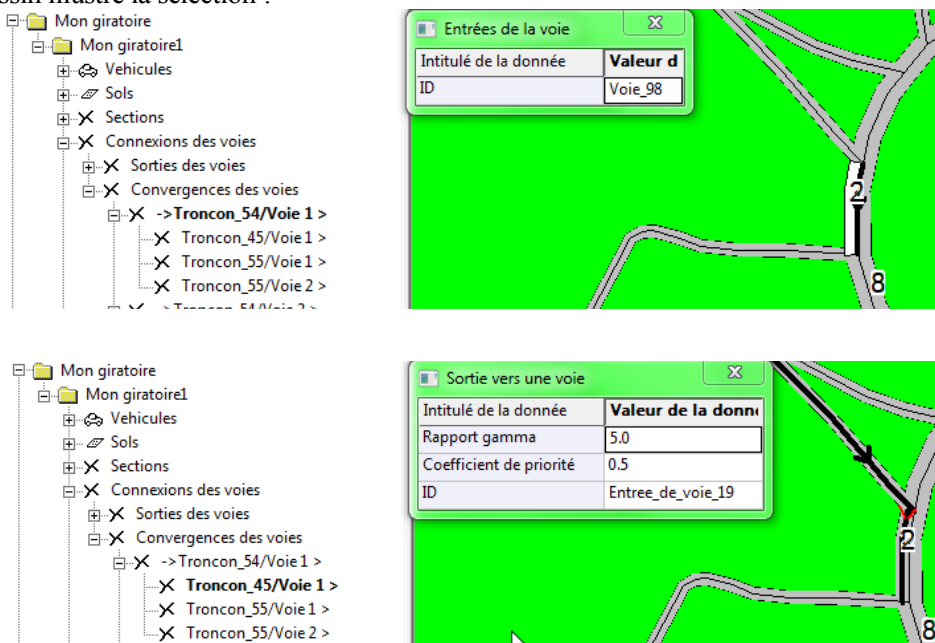 Mon giratoire
Mon giratoire1
Vehicules
Sols
Sections
Connexions des voies
Sorties des voies
Convergences des voies
->Troncon_54/Voie 1 >
Troncon_45/Voie 1 >
Troncon_55/Voie 1 >
Troncon_55/Voie 2 >
Entrées de la voie
Intitulé de la donnée Valeur d
ID Voie_98
2
8
Mon giratoire
Mon giratoire1
Vehicules
Sols
Sections
Connexions des voies
Sorties des voies
Convergences des voies
->Troncon_54/Voie 1 >
Troncon_45/Voie 1 >
Troncon_55/Voie 1 >
Troncon_55/Voie 2 >
Sortie vers une voie
Intitulé de la donnée Valeur de la donn
Rapport gamma 5.0
Coefficient de priorité 0.5
ID Entree_de_voie_19
2
8